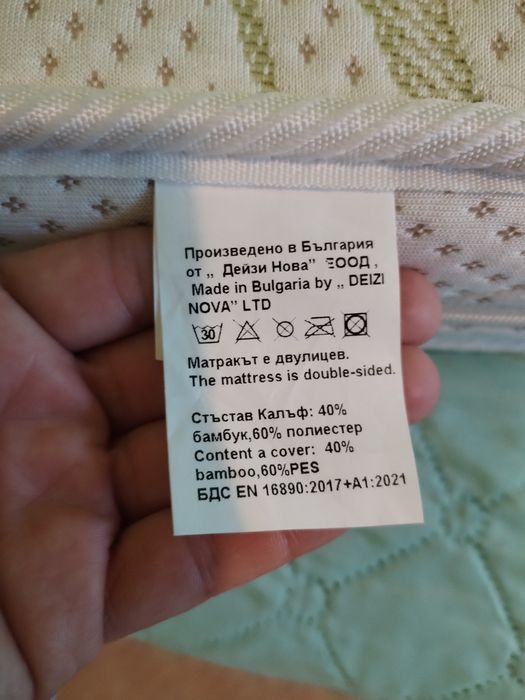 Произведено в България
от „ Дейзи Нова” ЕООД ,
Made in Bulgaria by „ DEIZI
NOVA” LTD
30
Матракът е двулицев.
The mattress is double-sided.
Стъстав Калъф: 40%
бамбук,60% полиестер
Content a cover: 40%
bamboo,60%PES
БДС EN 16890:2017+A1:2021